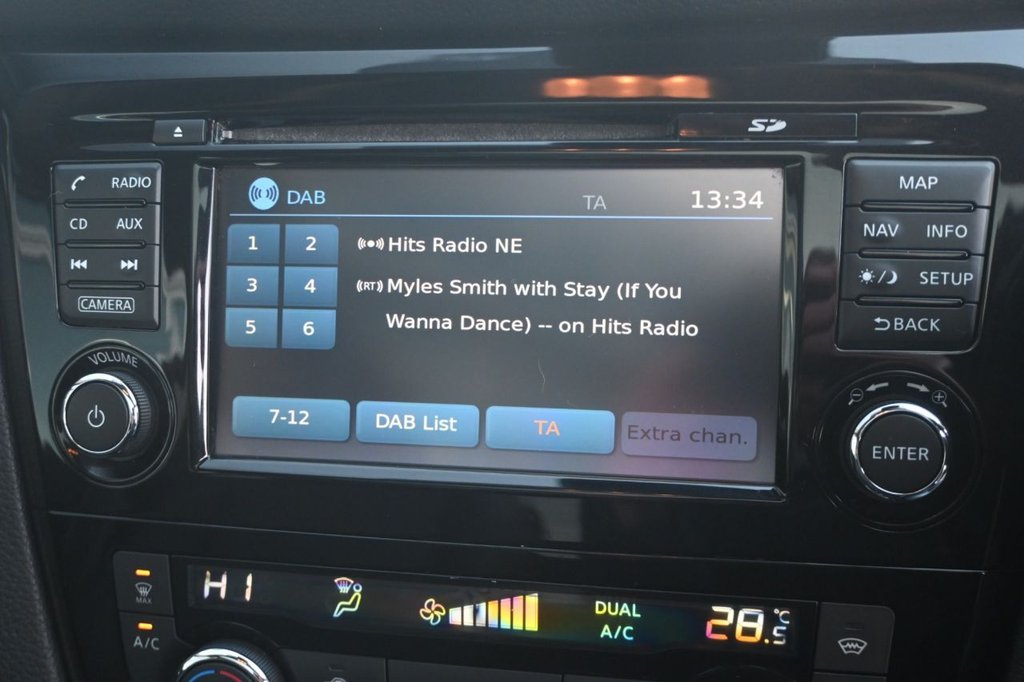 SD
RADIO
CD AUX
CAMERA
VOLUME
DAB TA 13:34
1 2
3 4
5 6
Hits Radio NE
(RT) Myles Smith with Stay (If You
Wanna Dance) -- on Hits Radio
7-12 DAB List TA Extra chan.
MAP
NAV INFO
SETUP
BACK
ENTER
MAX
A/C
HI
DUAL
A/C
28.5°C